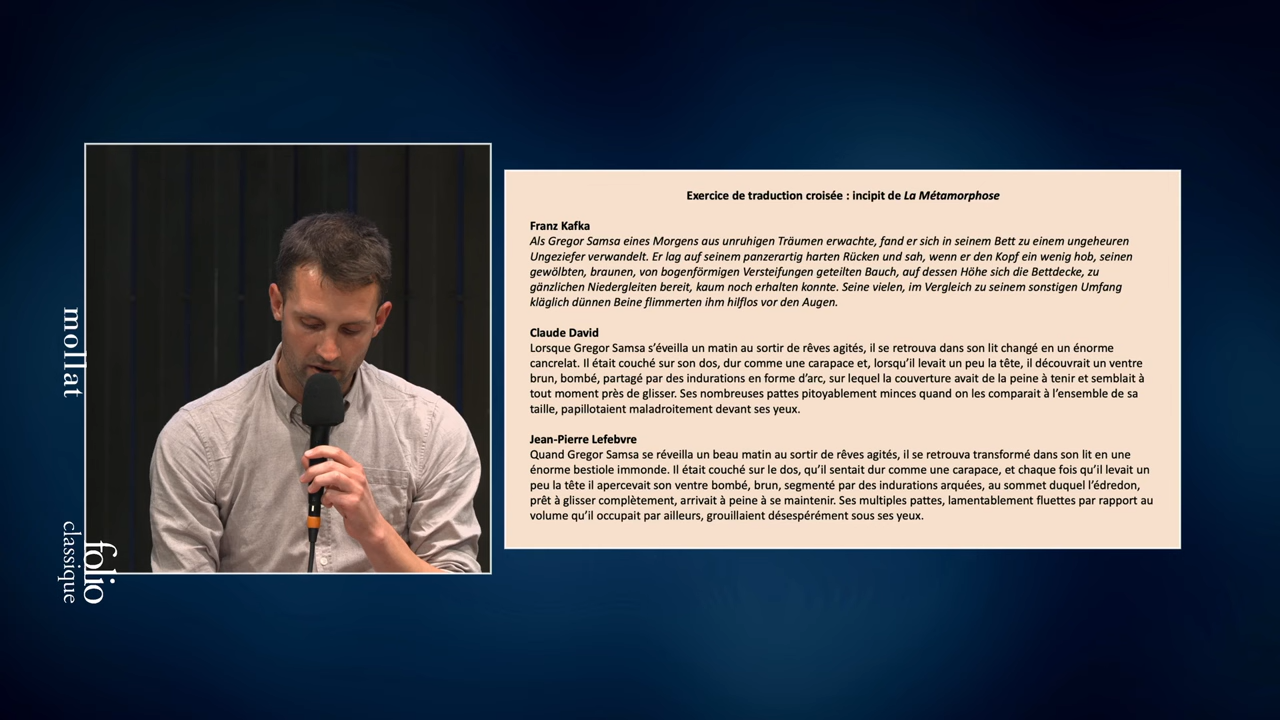 mollat
folio
classique
Exercice de traduction croisée : incipit de La Métamorphose
Franz Kafka
Als Gregor Samsa eines Morgens aus unruhigen Träumen erwachte, fand er sich in seinem Bett zu einem ungeheuren
Ungeziefer verwandelt. Er lag auf seinem panzerartig harten Rücken und sah, wenn er den Kopf ein wenig hob, seinen
gewölbten, braunen, von bogenförmigen Versteifungen geteilten Bauch, auf dessen Höhe sich die Bettdecke, zu
gänzlichen Niedergleiten bereit, kaum noch erhalten konnte. Seine vielen, im Vergleich zu seinem sonstigen Umfang
kläglich dünnen Beine flimmerten ihm hilflos vor den Augen.
Claude David
Lorsque Gregor Samsa s’éveilla un matin au sortir de rêves agités, il se retrouva dans son lit changé en un énorme
cancrelat. Il était couché sur son dos, dur comme une carapace et, lorsqu’il levait un peu la tête, il découvrait un ventre
brun, bombé, partagé par des indurations en forme d’arc, sur lequel la couverture avait de la peine à tenir et semblait à
tout moment près de glisser. Ses nombreuses pattes pitoyablement minces quand on les comparait à l’ensemble de sa
taille, papillotaient maladroitement devant ses yeux.
Jean-Pierre Lefebvre
Quand Gregor Samsa se réveilla un beau matin au sortir de rêves agités, il se retrouva transformé dans son lit en une
énorme bestiole immonde. Il était couché sur le dos, qu’il sentait dur comme une carapace, et chaque fois qu’il levait un
peu la tête il apercevait son ventre bombé, brun, segmenté par des indurations arquées, au sommet duquel l’édredon,
prêt à glisser complètement, arrivait à peine à se maintenir. Ses multiples pattes, lamentablement fluettes par rapport au
volume qu’il occupait par ailleurs, grouillaient désespérément sous ses yeux.